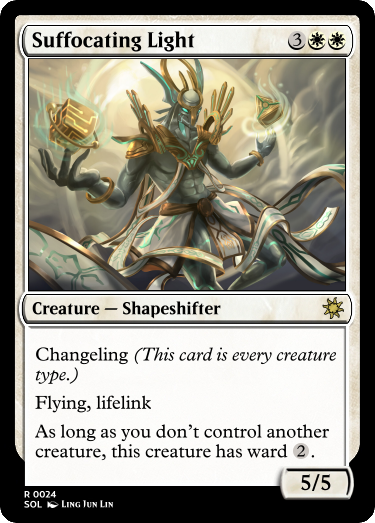 Suffocating Light 3
Creature — Shapeshifter
Changeling (This card is every creature
type.)
Flying, lifelink
As long as you don't control another
creature, this creature has ward 2.
5/5
R 0024
SOL Ling Jun Lin